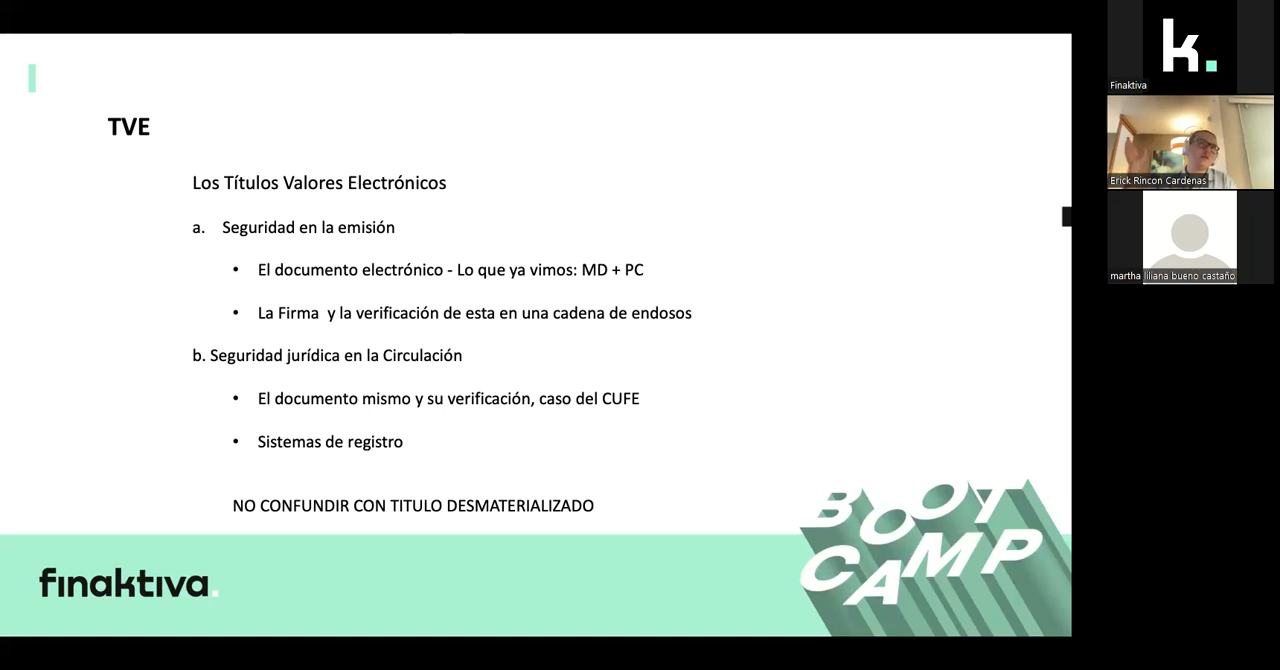 TVE
Los Títulos Valores Electrónicos
a. Seguridad en la emisión
• El documento electrónico - Lo que ya vimos: MD + PC
• La Firma y la verificación de esta en una cadena de endosos
b. Seguridad jurídica en la Circulación
• El documento mismo y su verificación, caso del CUFE
• Sistemas de registro
NO CONFUNDIR CON TITULO DESMATERIALIZADO
finaktiva.
BOOT
CAMP
k.
Finaktiva
Erick Rincon Cardenas
martha liliana bueno castaño